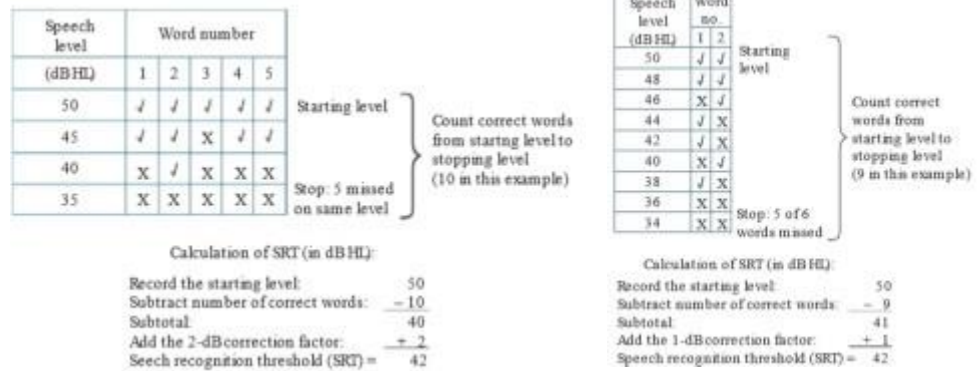 Speech level
Word number
(dB HL) 1 2 3 4 5
50 √ √ √ √ √ Starting level
45 √ √ X √ √
40 X √ X X X
35 X X X X X
Stop: 5 missed
on same level
Count correct words
from startng level to
stopping level
(10 in this example)
Calculation of SRT (in dB HL):
Record the starting level: 50
Subtract number of correct words: – 10
Subtotal 40
Add the 2-dB correction factor: + 2
Seech recognition threshold (SRT) = 42
Speech level (dB HL)
Word no.
1 2
50 √ √
48 √ √
46 X √
44 √ X
42 √ X
40 X √
38 √ X
36 X X
34 X X
Starting
level
Stop: 5 of 6
words missed
Count correct
words from
starting level to
stopping level
(9 in this example)
Calculation of SRT (in dB HL):
Record the starting level: 50
Subtract number of correct words: – 9
Subtotal 41
Add the 1-dB correction factor: + 1
Speech recognition threshold (SRT) = 42